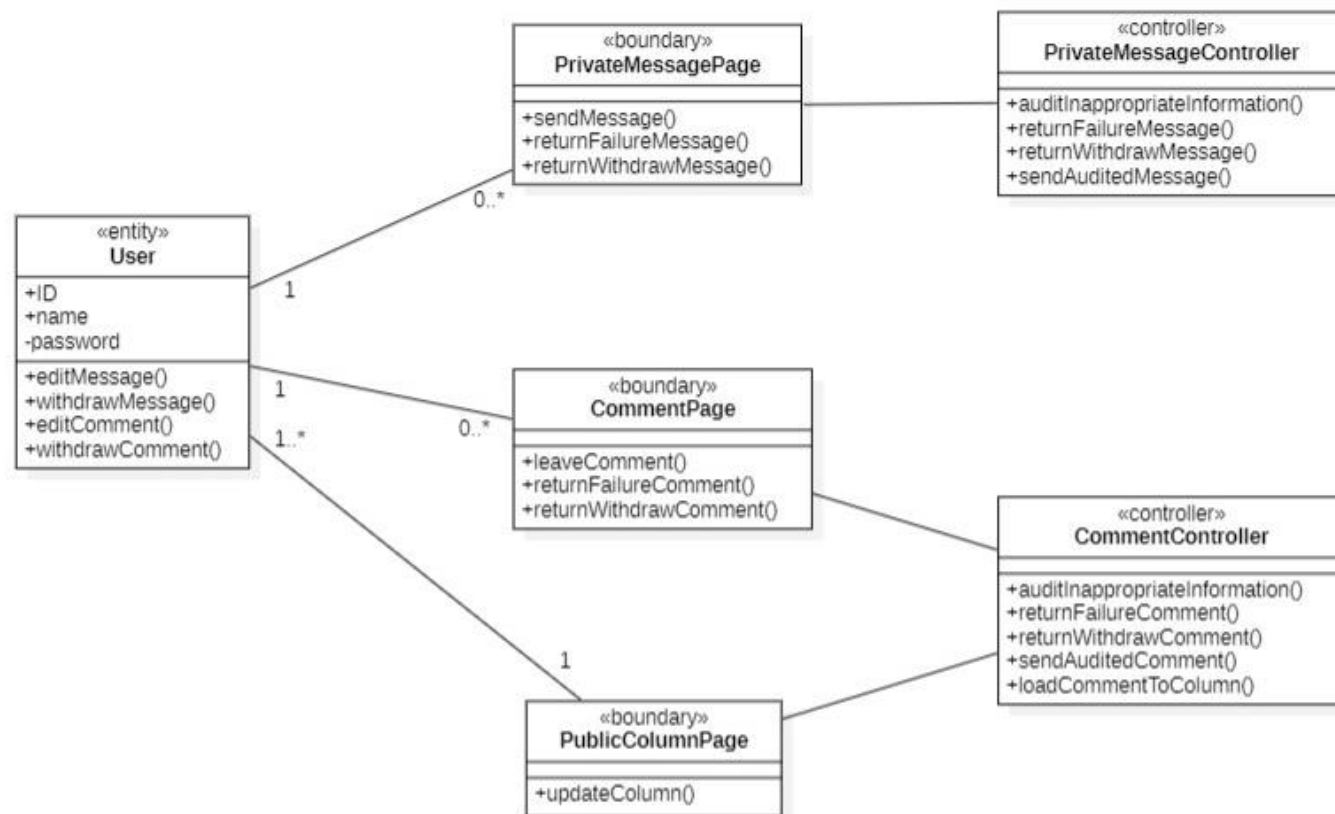 «boundary»
PrivateMessagePage
+sendMessage()
+returnFailureMessage()
+returnWithdrawMessage()
«controller»
PrivateMessageController
+auditInappropriateInformation()
+returnFailureMessage()
+returnWithdrawMessage()
+sendAuditedMessage()
0..*
1
«entity»
User
+ID
+name
-password
+editMessage()
+withdrawMessage()
+editComment()
+withdrawComment()
1
0..*
1..*
1
«boundary»
CommentPage
+leaveComment()
+returnFailureComment()
+returnWithdrawComment()
«controller»
CommentController
+auditInappropriateInformation()
+returnFailureComment()
+returnWithdrawComment()
+sendAuditedComment()
+loadCommentToColumn()
«boundary»
PublicColumnPage
+updateColumn()